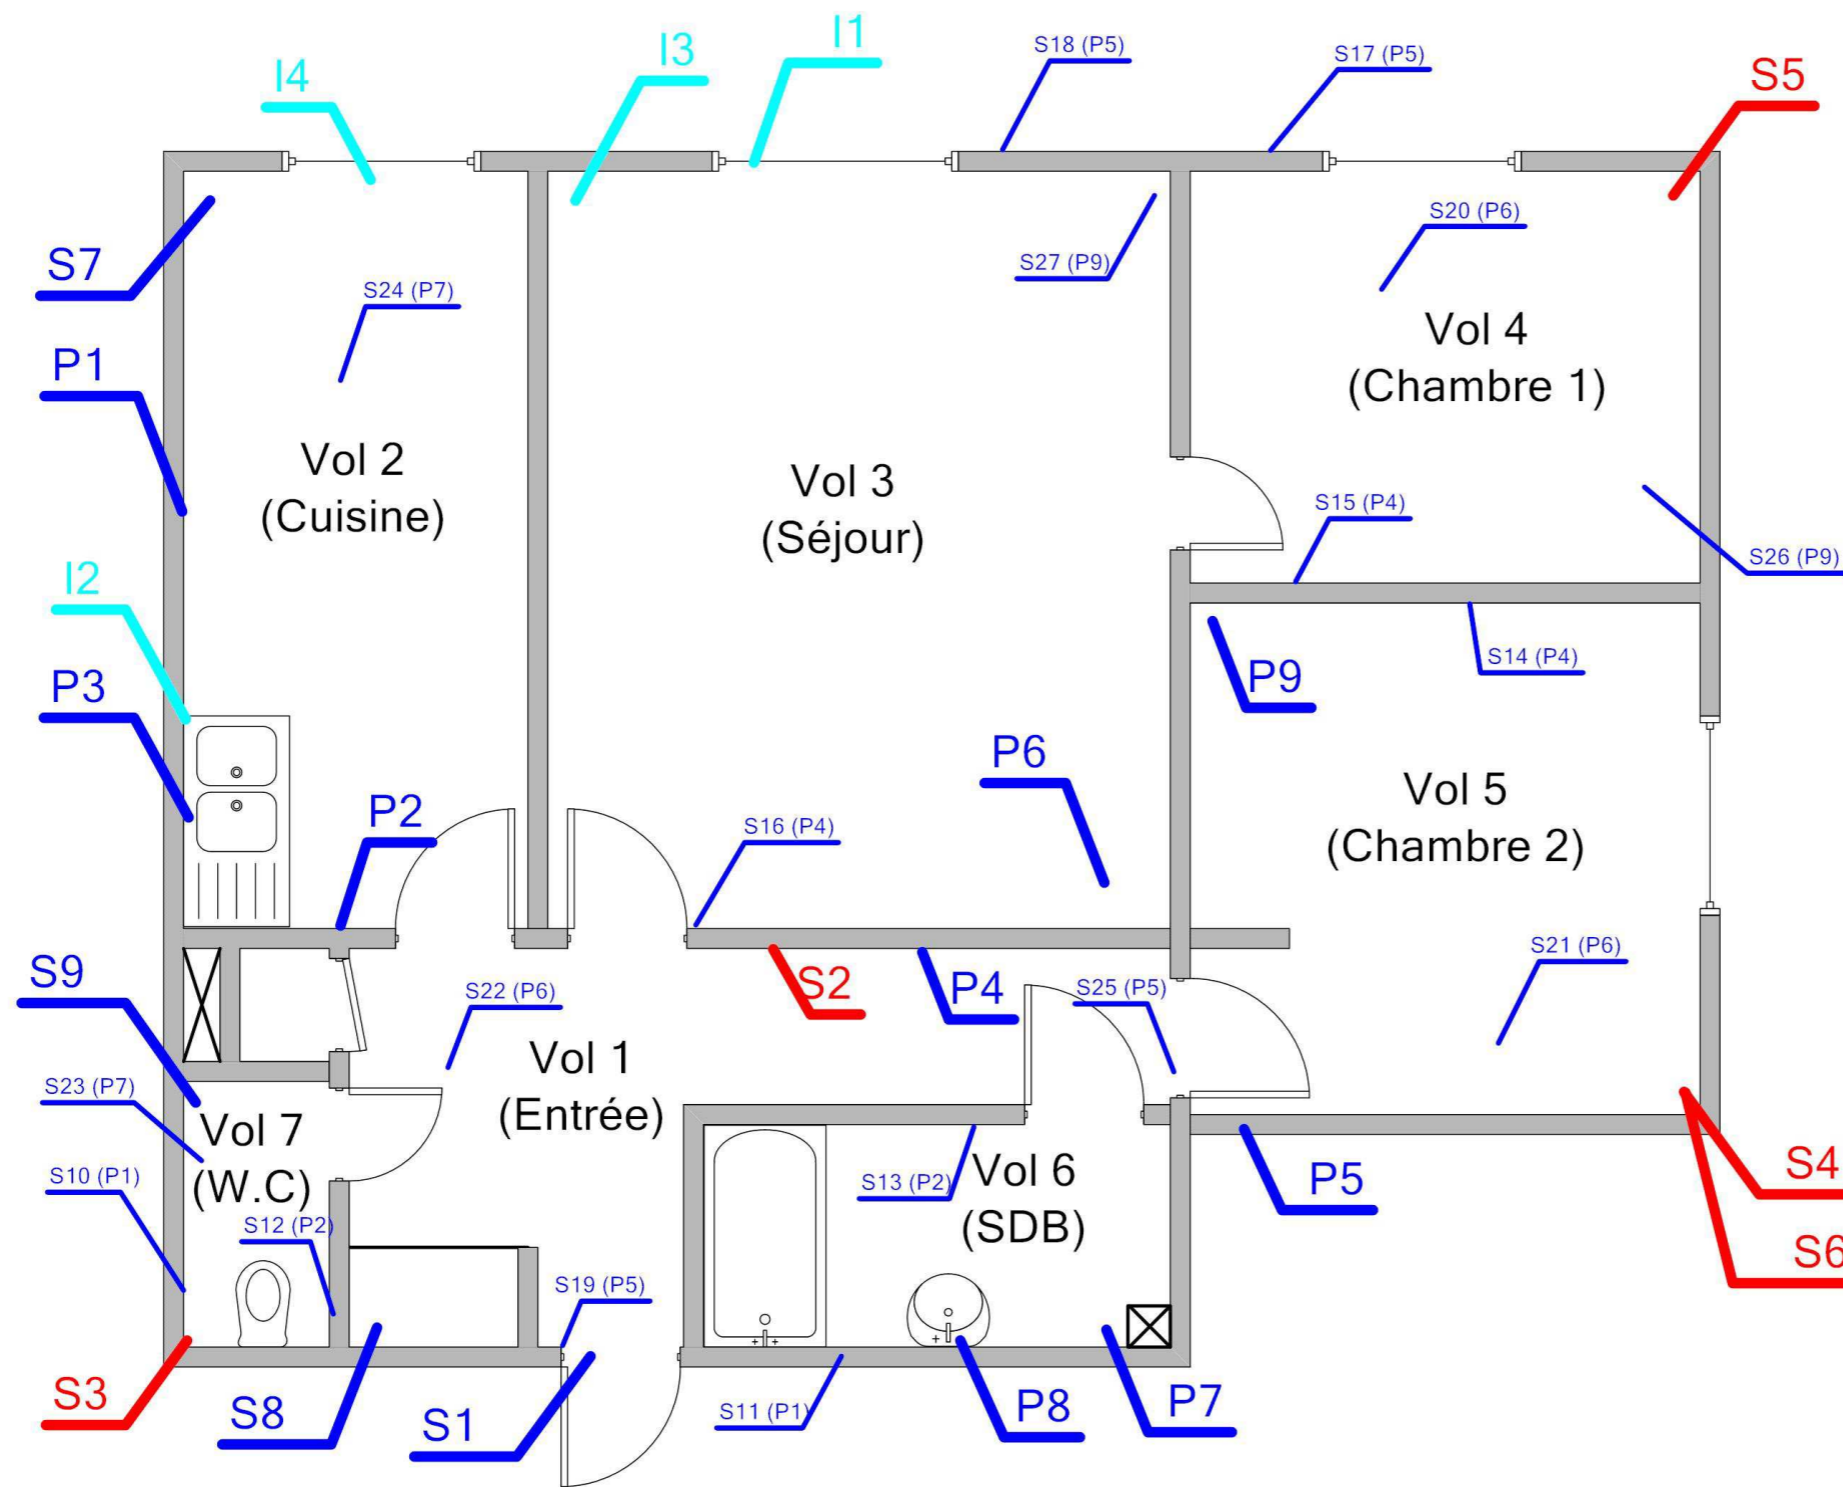 I1
I3
I4
S18 (P5)
S17 (P5)
S5
S20 (P6)
S7
S27 (P9)
S24 (P7)
Vol 4
(Chambre 1)
P1
Vol 2
(Cuisine)
Vol 3
(Séjour)
S15 (P4)
S26 (P9)
I2
S14 (P4)
P9
P3
P6
P2
S16 (P4)
Vol 5
(Chambre 2)
S21 (P6)
S9
S22 (P6)
S2
P4
S25 (P5)
Vol 1
(Entrée)
S23 (P7)
Vol 7
(W.C)
S10 (P1)
S12 (P2)
S13 (P2)
Vol 6
(SDB)
P5
S4
S6
S19 (P5)
S3
S8
S1
S11 (P1)
P8
P7